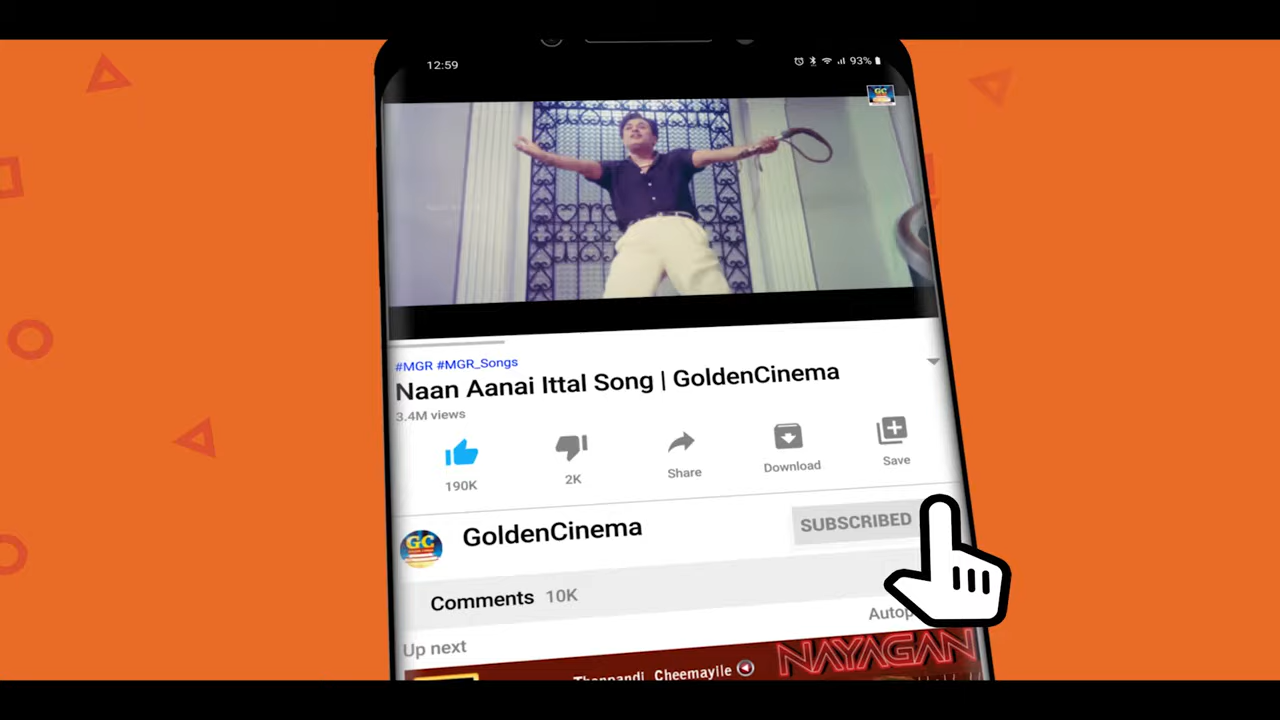 12:59
93%
GC
#MGR #MGR_Songs
Naan Aanai Ittal Song | GoldenCinema
3.4M views
190K
2K
Share
Download
Save
GC
GoldenCinema
SUBSCRIBED
Comments 10K
Up next
NAYAGAN
Cheemayile